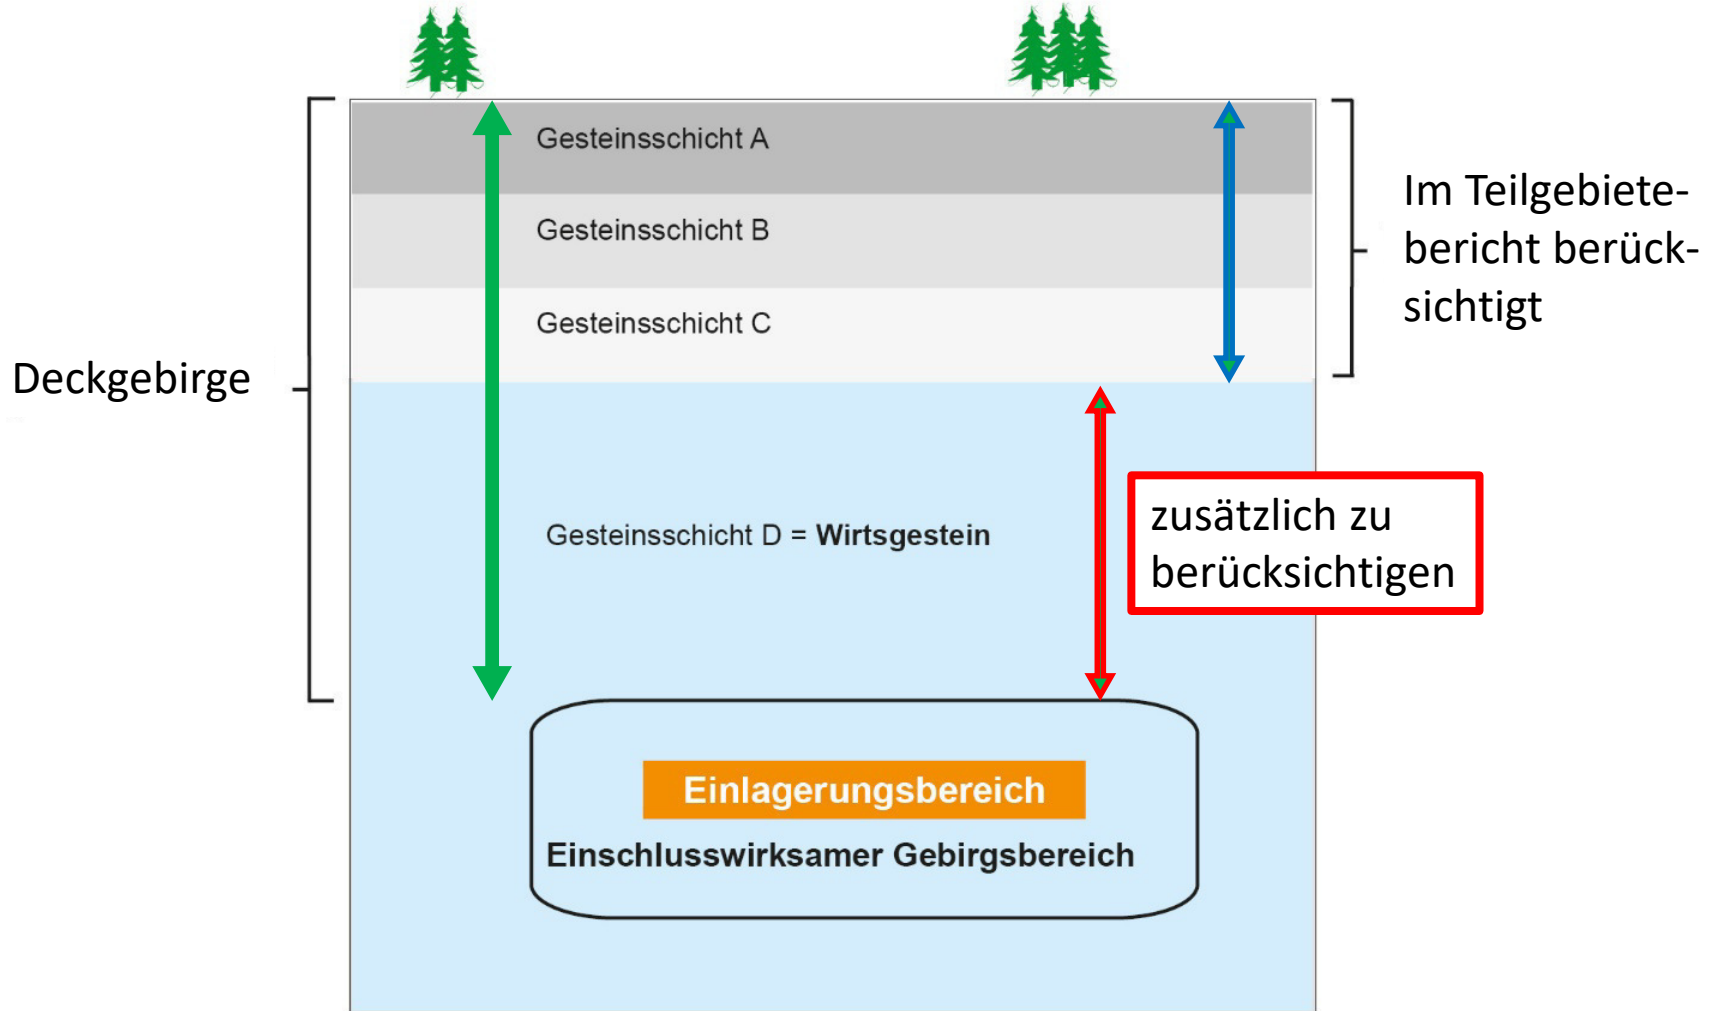 Gesteinsschicht A
Gesteinsschicht B
Gesteinsschicht C
Im Teilgebiete-
bericht berück-
sichtigt
Deckgebirge
Gesteinsschicht D = Wirtsgestein
zusätzlich zu
berücksichtigen
Einlagerungsbereich
Einschlusswirksamer Gebirgsbereich